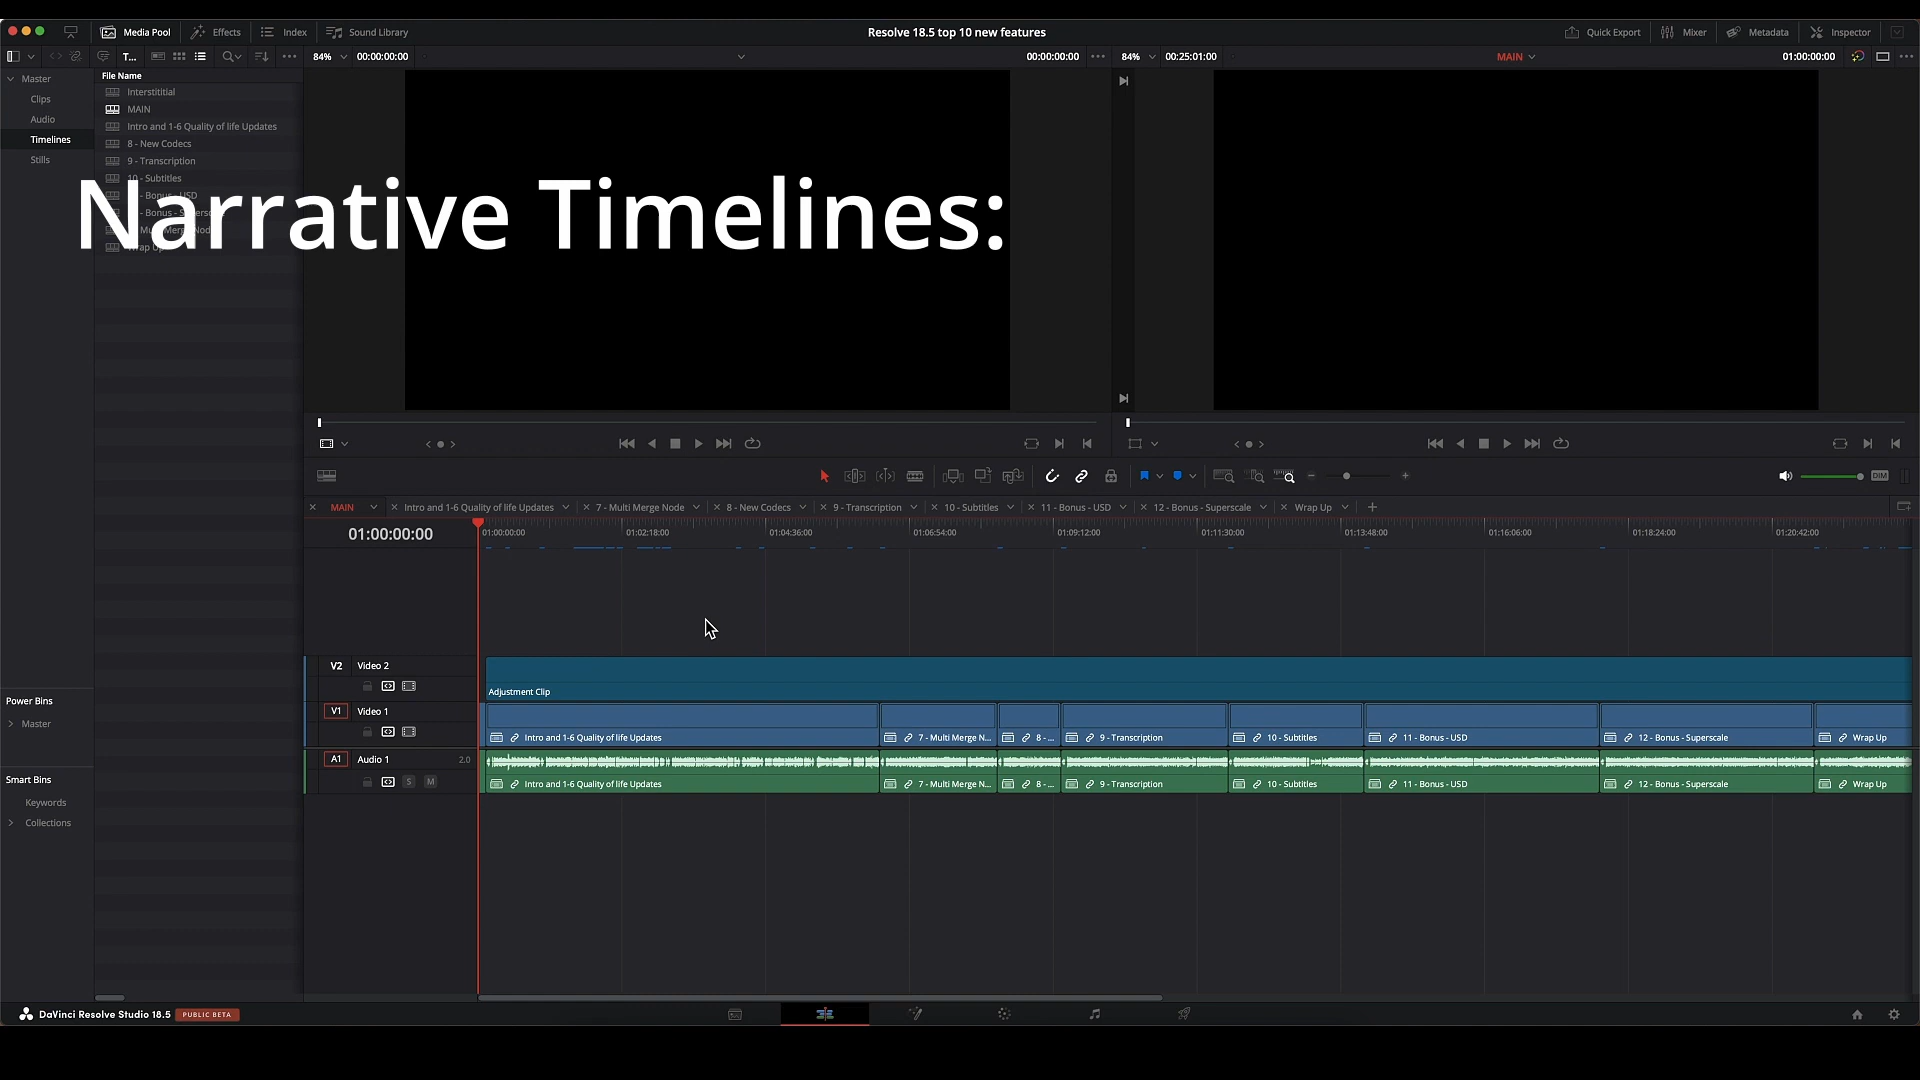 Media Pool
Effects
Index
Sound Library
Resolve 18.5 top 10 new features
Quick Export
Mixer
Metadata
Inspector
T...
84%
00:00:00:00
00:00:00:00
84%
00:25:01:00
MAIN
01:00:00:00
Master
Clips
Audio
Timelines
Stills
File Name
Interstitial
MAIN
Intro and 1-6 Quality of life Updates
8 - New Codecs
9 - Transcription
10 - Subtitles
Narrative Timelines:
DIM
MAIN
Intro and 1-6 Quality of life Updates
7 - Multi Merge Node
8 - New Codecs
9 - Transcription
10 - Subtitles
11 - Bonus - USD
12 - Bonus - Superscale
Wrap Up
01:00:00:00
01:00:00:00
01:02:18:00
01:04:36:00
01:06:54:00
01:09:12:00
01:11:30:00
01:13:48:00
01:16:06:00
01:18:24:00
01:20:42:00
V2 Video 2
Adjustment Clip
V1 Video 1
Intro and 1-6 Quality of life Updates
7 - Multi Merge N...
8 - ...
9 - Transcription
10 - Subtitles
11 - Bonus - USD
12 - Bonus - Superscale
Wrap Up
A1 Audio 1 2.0
S M
Intro and 1-6 Quality of life Updates
7 - Multi Merge N...
8 - ...
9 - Transcription
10 - Subtitles
11 - Bonus - USD
12 - Bonus - Superscale
Wrap Up
Power Bins
Master
Smart Bins
Keywords
Collections
DaVinci Resolve Studio 18.5
PUBLIC BETA